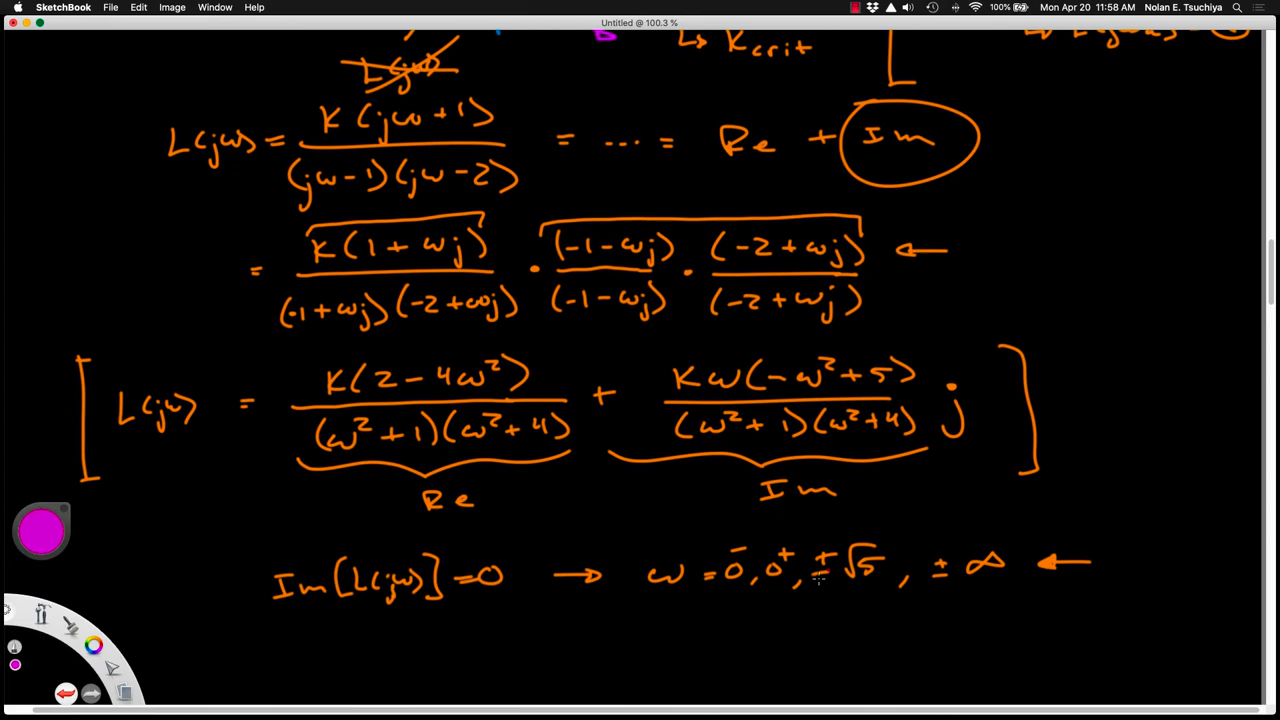 SketchBook File Edit Image Window Help 100% Mon Apr 20 11:58 AM Nolan E. Tsuchiya
Untitled @ 100.3 %
L(jω)
↳ Kcrit
L(jω) = K(jω+1) / (jω-1)(jω-2) = ... = Re + Im
= K(1+ωj) / (-1+ωj)(-2+ωj) · (-1-ωj) / (-1-ωj) · (-2+ωj) / (-2+ωj) ←
[ L(jω) = K(2-4ω²) / (ω²+1)(ω²+4) + Kω(-ω²+5) / (ω²+1)(ω²+4) j ]
Re Im
Im[L(jω)] = 0 → ω = 0⁻, 0⁺, ±√5, ±∞ ←